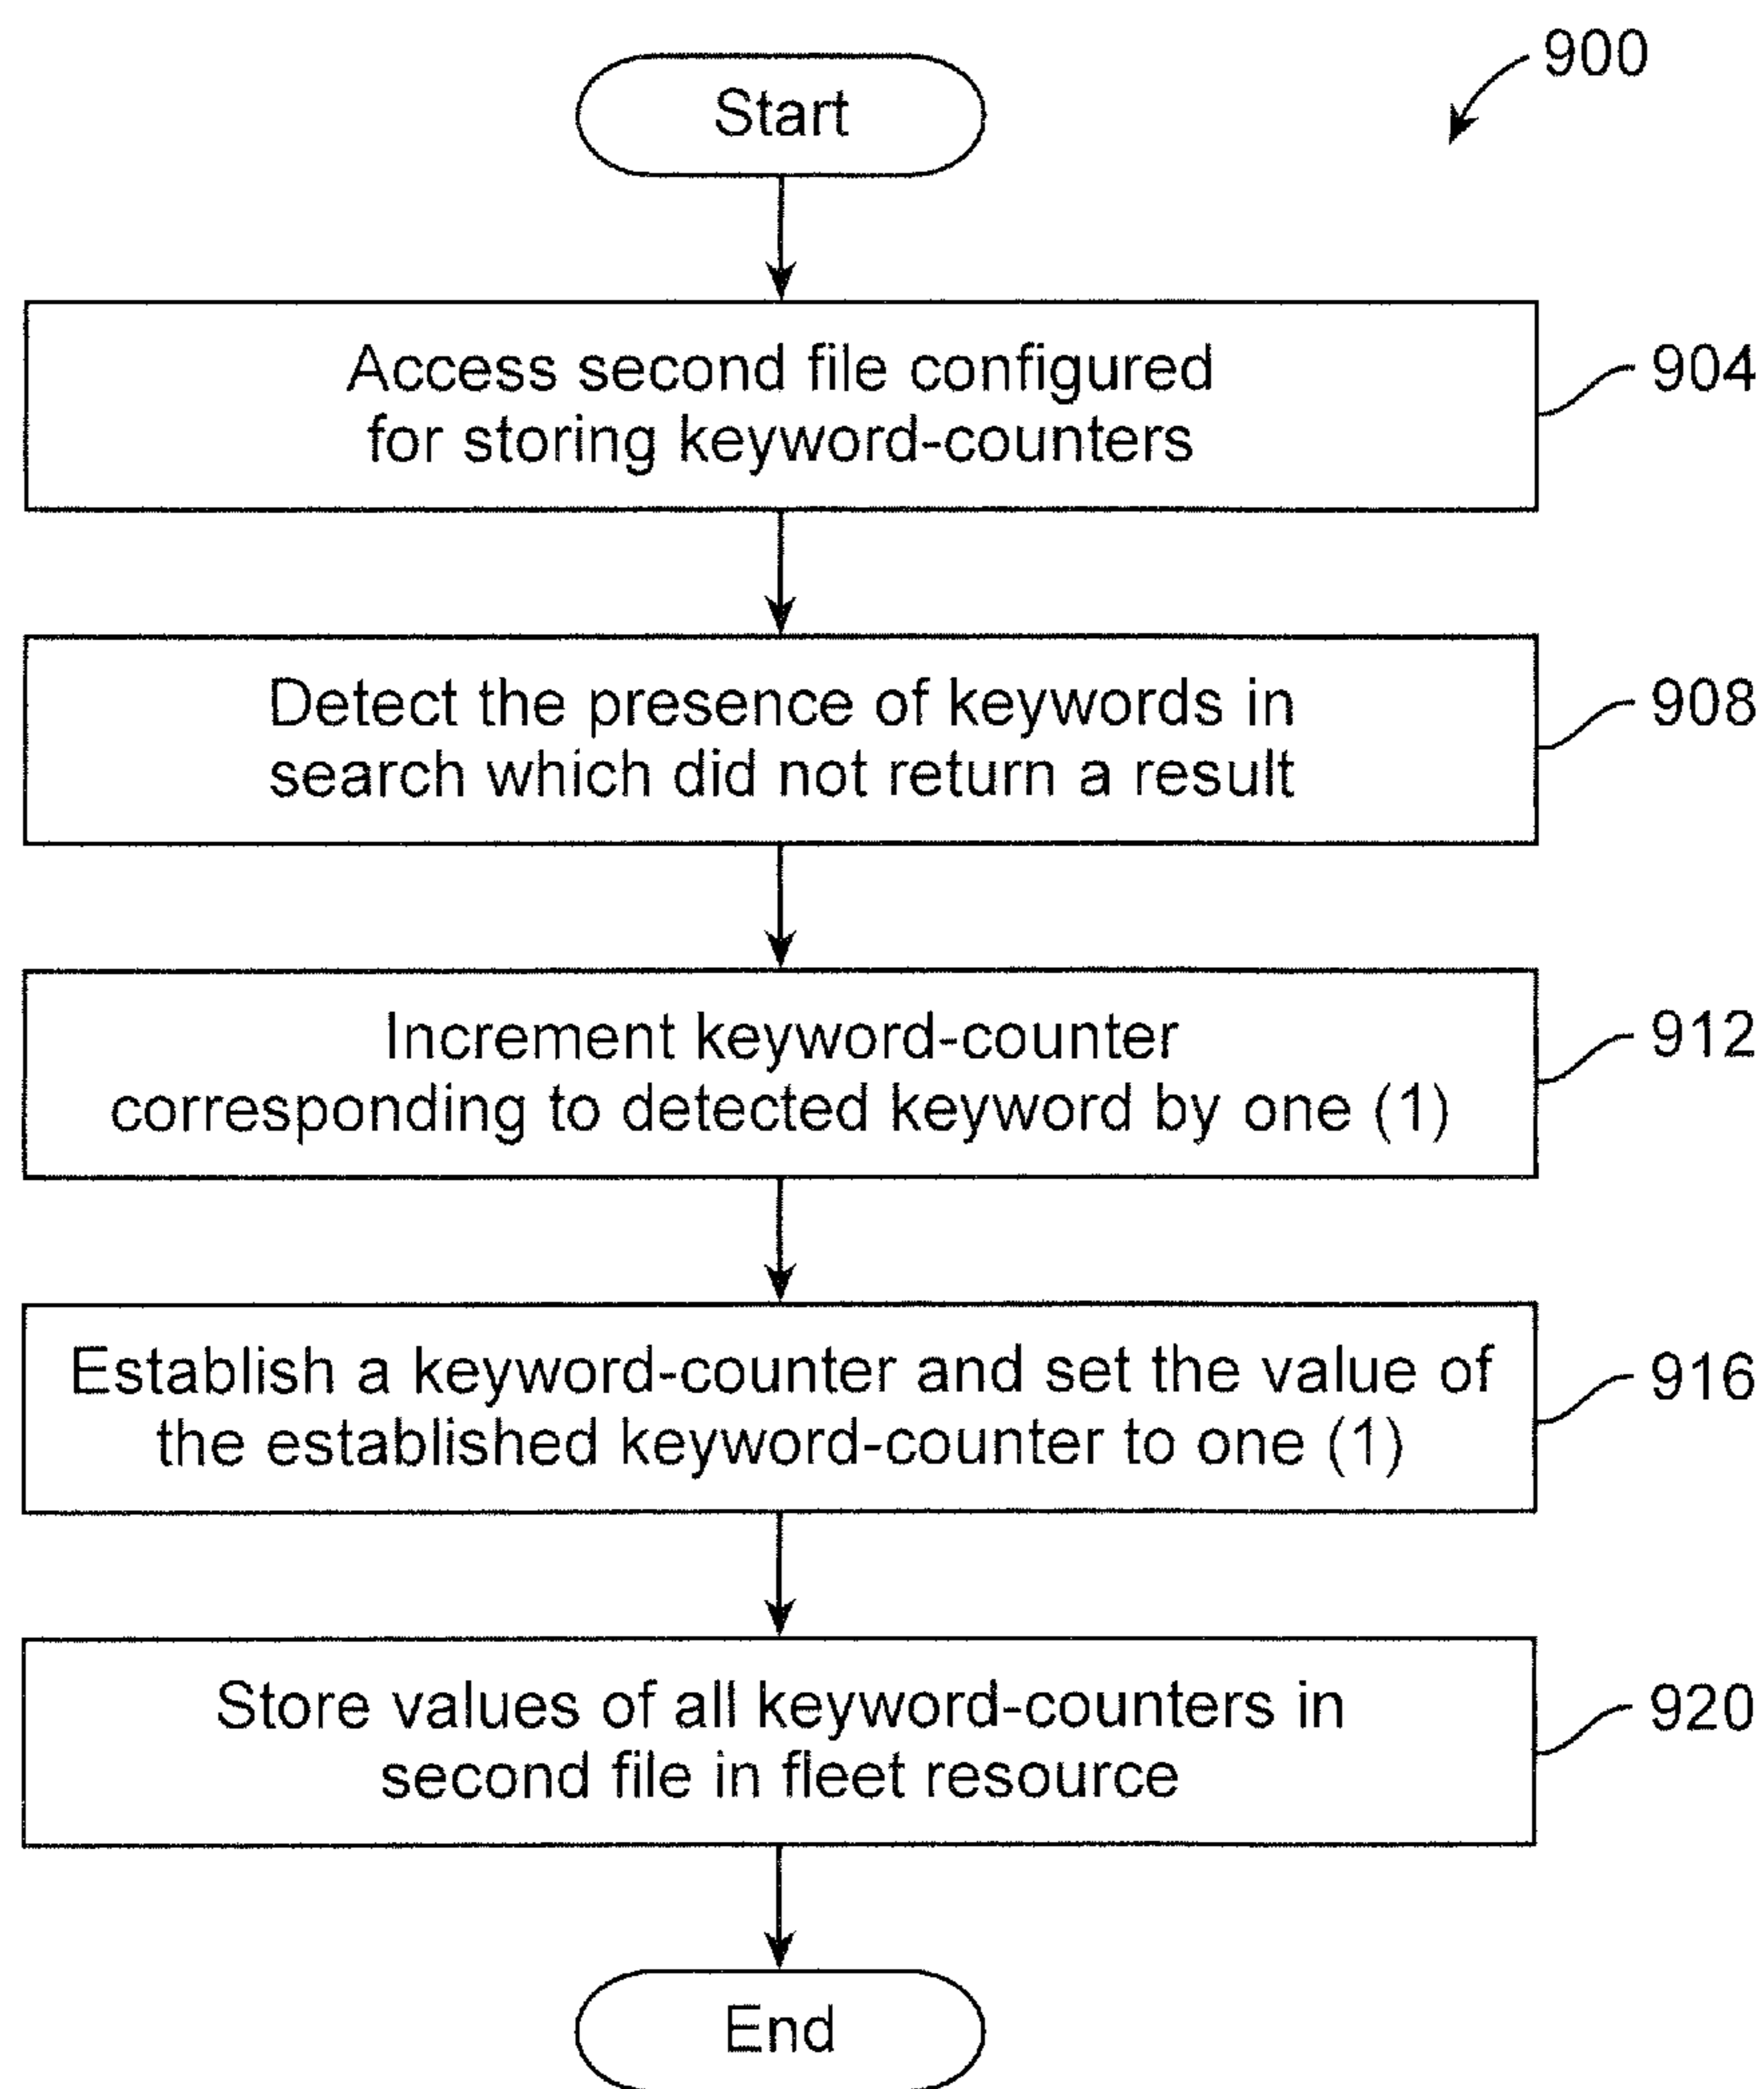 900
Start
Access second file configured
for storing keyword-counters
904
Detect the presence of keywords in
search which did not return a result
908
Increment keyword-counter
corresponding to detected keyword by one (1)
912
Establish a keyword-counter and set the value of
the established keyword-counter to one (1)
916
Store values of all keyword-counters in
second file in fleet resource
920
End